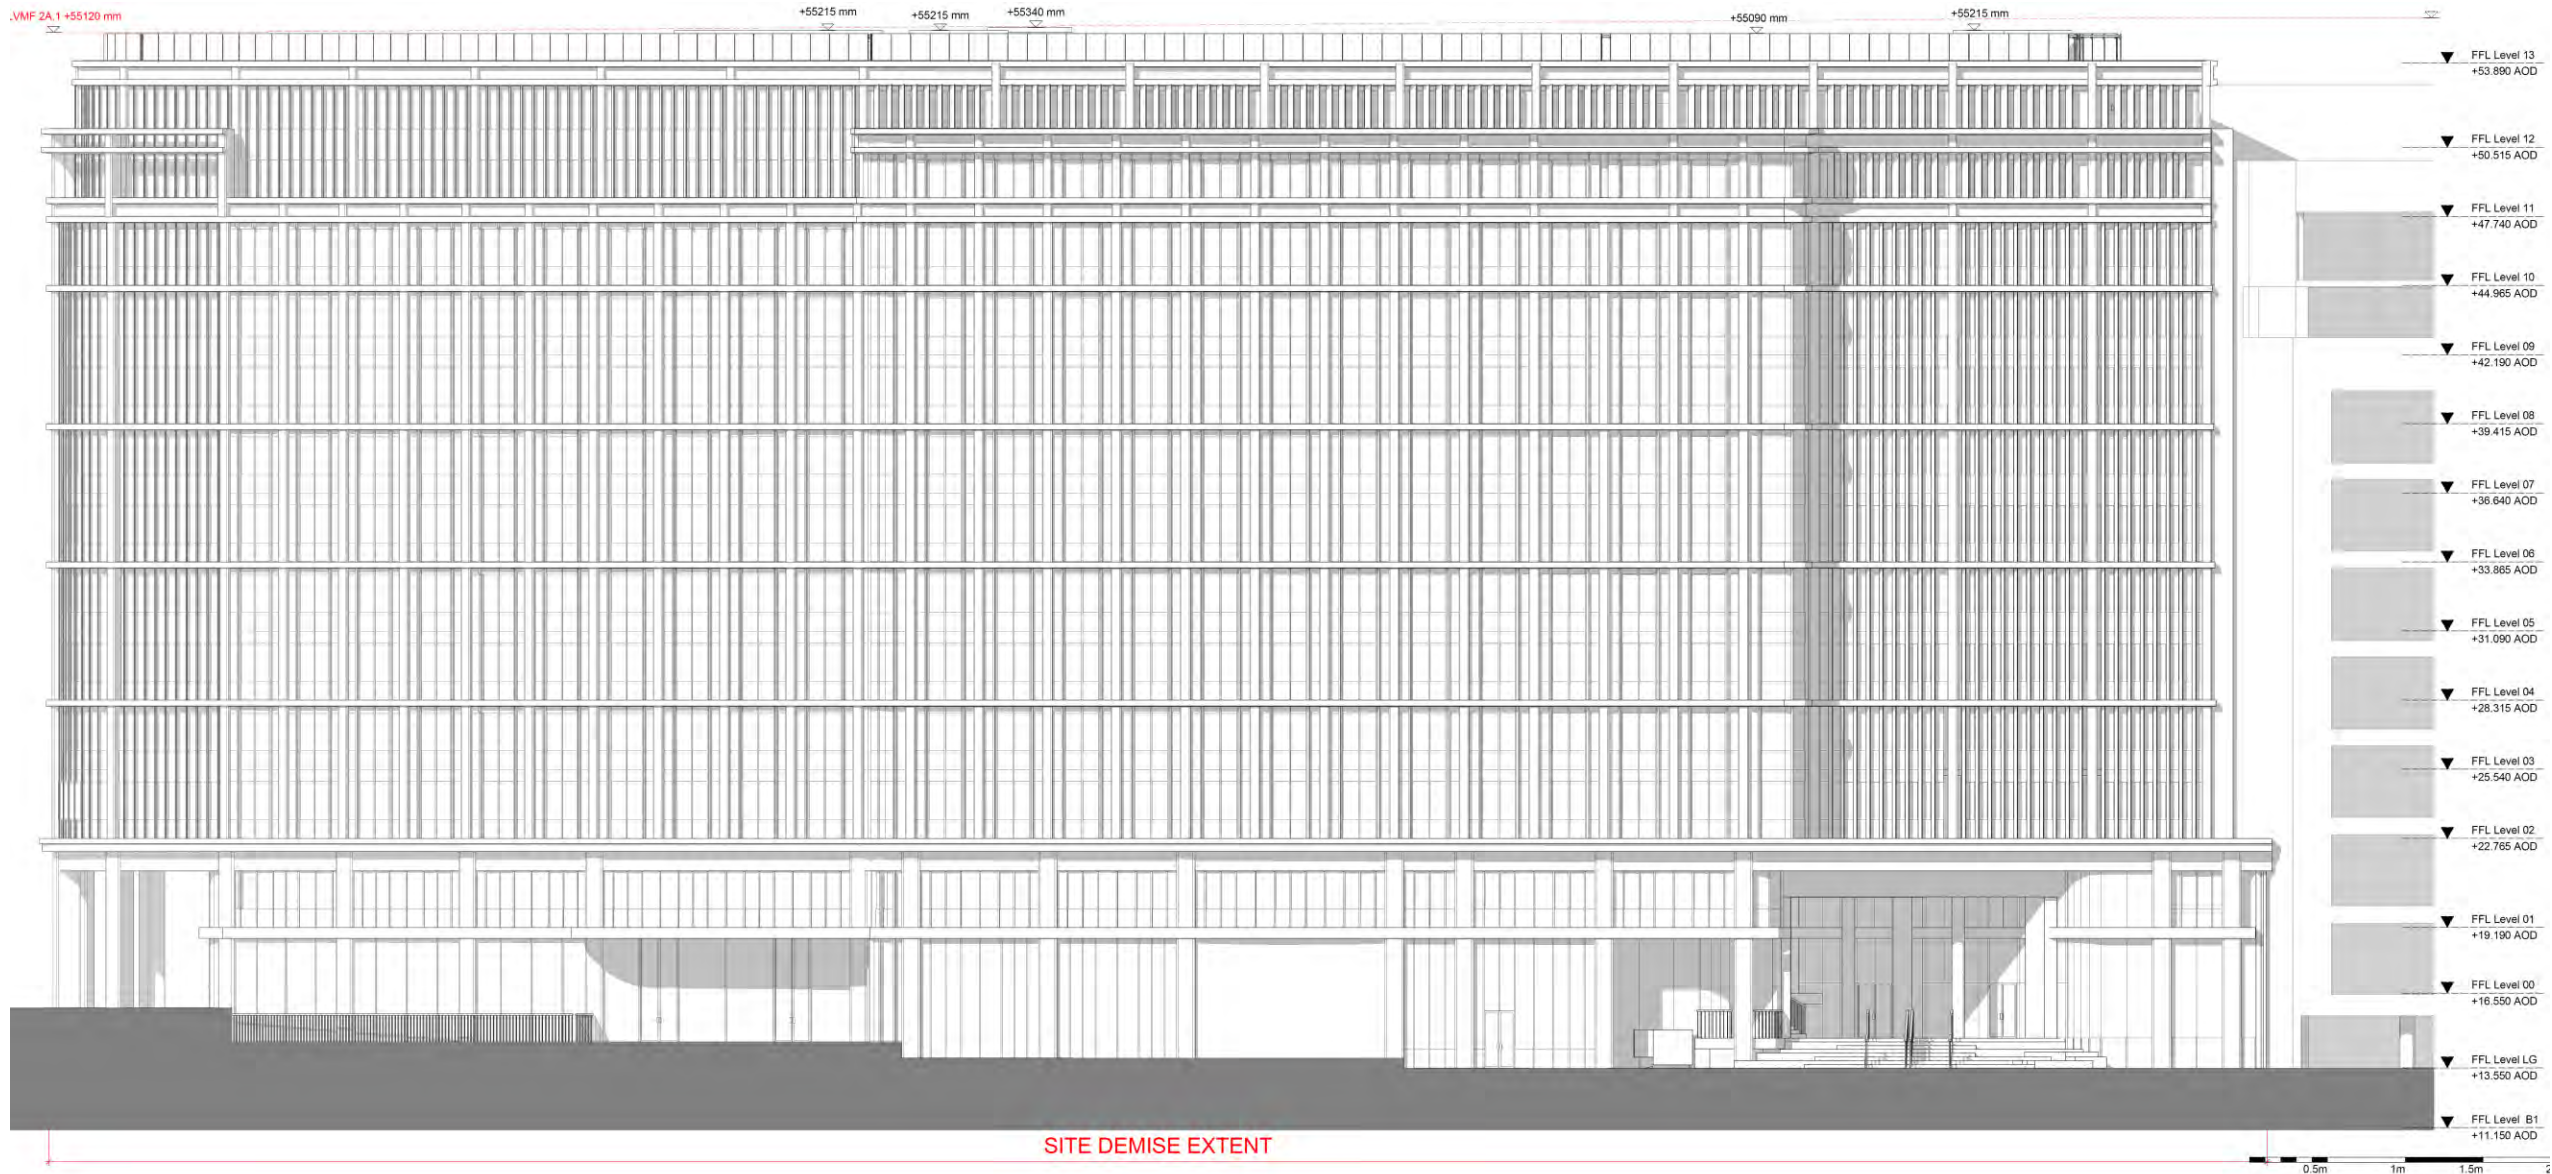 .VMF 2A.1 +55120 mm
+55215 mm
+55215 mm
+55340 mm
+55090 mm
+55215 mm
FFL Level 13
+53.890 AOD
FFL Level 12
+50.515 AOD
FFL Level 11
+47.740 AOD
FFL Level 10
+44.965 AOD
FFL Level 09
+42.190 AOD
FFL Level 08
+39.415 AOD
FFL Level 07
+36.640 AOD
FFL Level 06
+33.865 AOD
FFL Level 05
+31.090 AOD
FFL Level 04
+28.315 AOD
FFL Level 03
+25.540 AOD
FFL Level 02
+22.765 AOD
FFL Level 01
+19.190 AOD
FFL Level 00
+16.550 AOD
FFL Level LG
+13.550 AOD
FFL Level B1
+11.150 AOD
SITE DEMISE EXTENT
0.5m 1m 1.5m 2